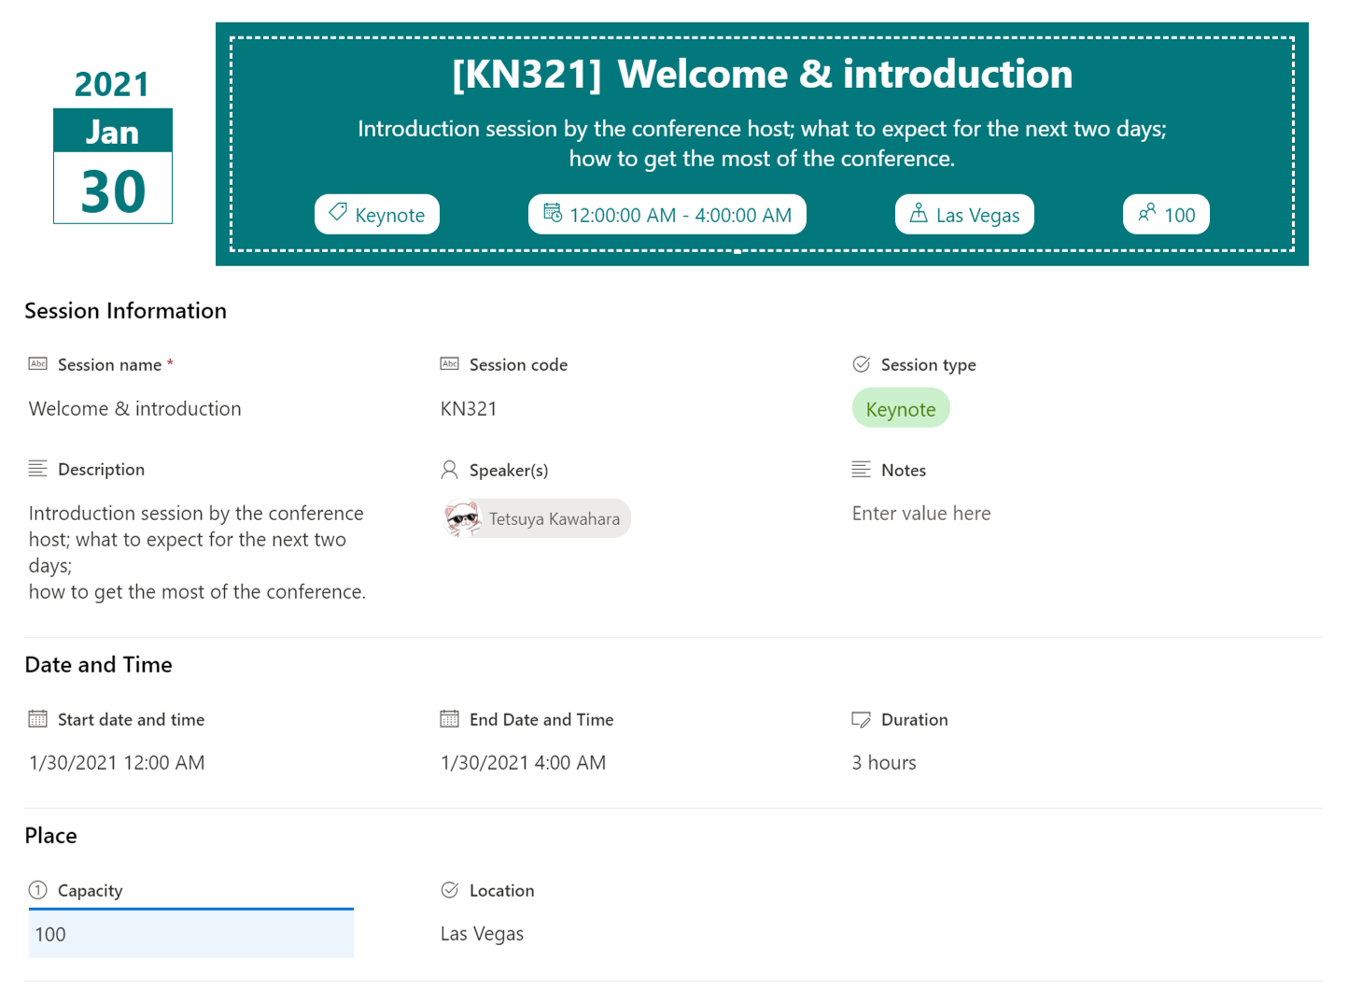 2021
Jan
30
[KN321] Welcome & introduction
Introduction session by the conference host; what to expect for the next two days;
how to get the most of the conference.
Keynote
12:00:00 AM - 4:00:00 AM
Las Vegas
100
Session Information
Abc Session name *
Abc Session code
Session type
Welcome & introduction
KN321
Keynote
Description
Speaker(s)
Notes
Introduction session by the conference
host; what to expect for the next two
days;
how to get the most of the conference.
Tetsuya Kawahara
Enter value here
Date and Time
Start date and time
End Date and Time
Duration
1/30/2021 12:00 AM
1/30/2021 4:00 AM
3 hours
Place
1 Capacity
Location
100
Las Vegas